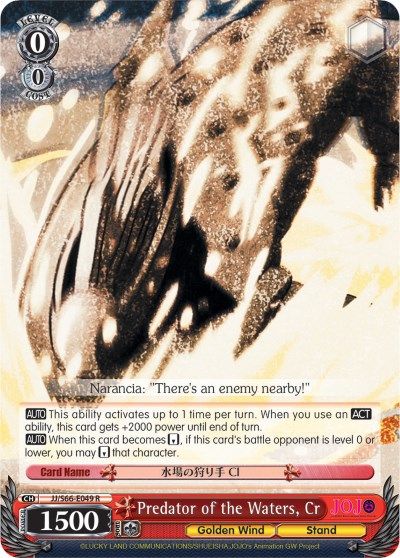 LEVEL
0
0
COST
Narancia: "There's an enemy nearby!"
AUTO This ability activates up to 1 time per turn. When you use an ACT
ability, this card gets +2000 power until end of turn.
AUTO When this card becomes ▼, if this card's battle opponent is level 0
or lower, you may ▼ that character.
Card Name 水場の狩り手 Cl
CH JJ/S66-E049 R
POWER 1500 Predator of the Waters, Cr JOJO
Golden Wind Stand
©LUCKY LAND COMMUNICATIONS/SHUEISHA,JOJO's Animation GW Project